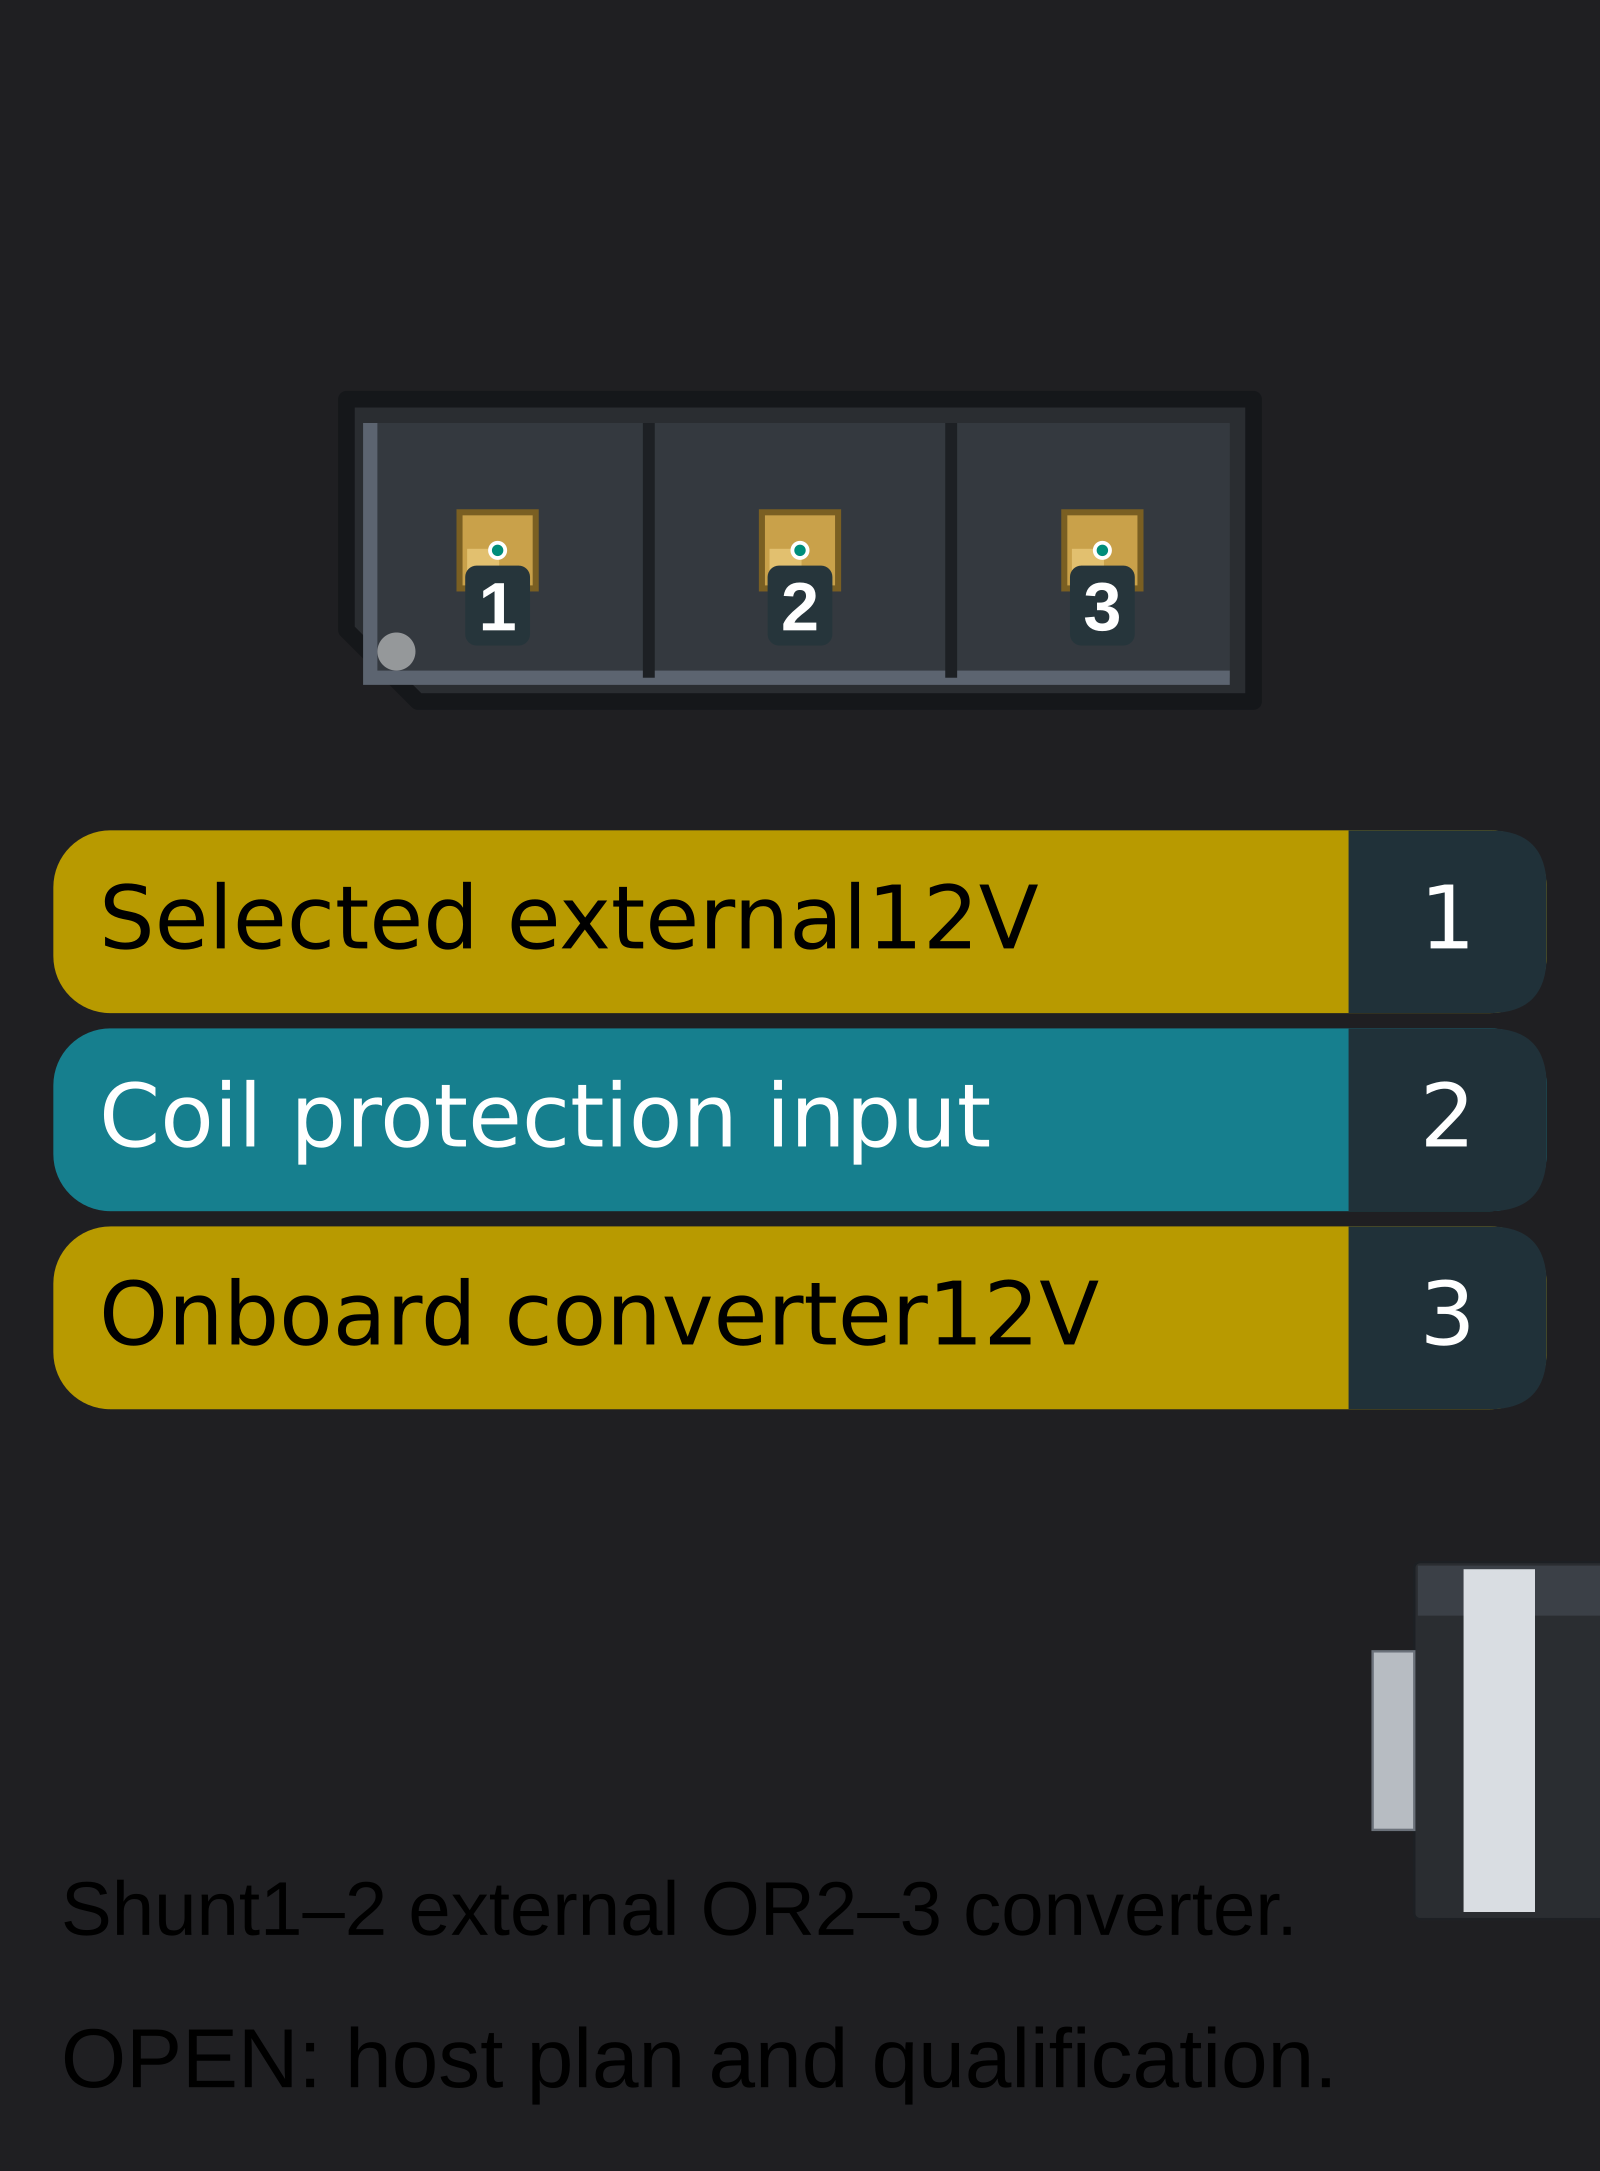 1 2 3
Selected external12V 1
Coil protection input 2
Onboard converter12V 3
Shunt1–2 external OR2–3 converter.
OPEN: host plan and qualification.